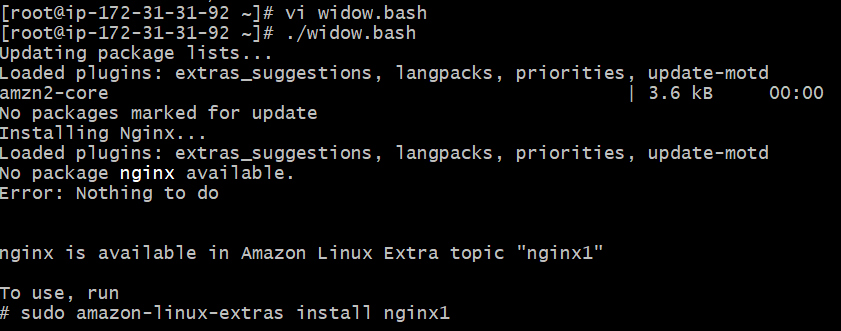 [root@ip-172-31-31-92 ~]# vi widow.bash
[root@ip-172-31-31-92 ~]# ./widow.bash
Updating package lists...
Loaded plugins: extras_suggestions, langpacks, priorities, update-motd
amzn2-core | 3.6 kB 00:00
No packages marked for update
Installing Nginx...
Loaded plugins: extras_suggestions, langpacks, priorities, update-motd
No package nginx available.
Error: Nothing to do
nginx is available in Amazon Linux Extra topic "nginx1"
To use, run
# sudo amazon-linux-extras install nginx1